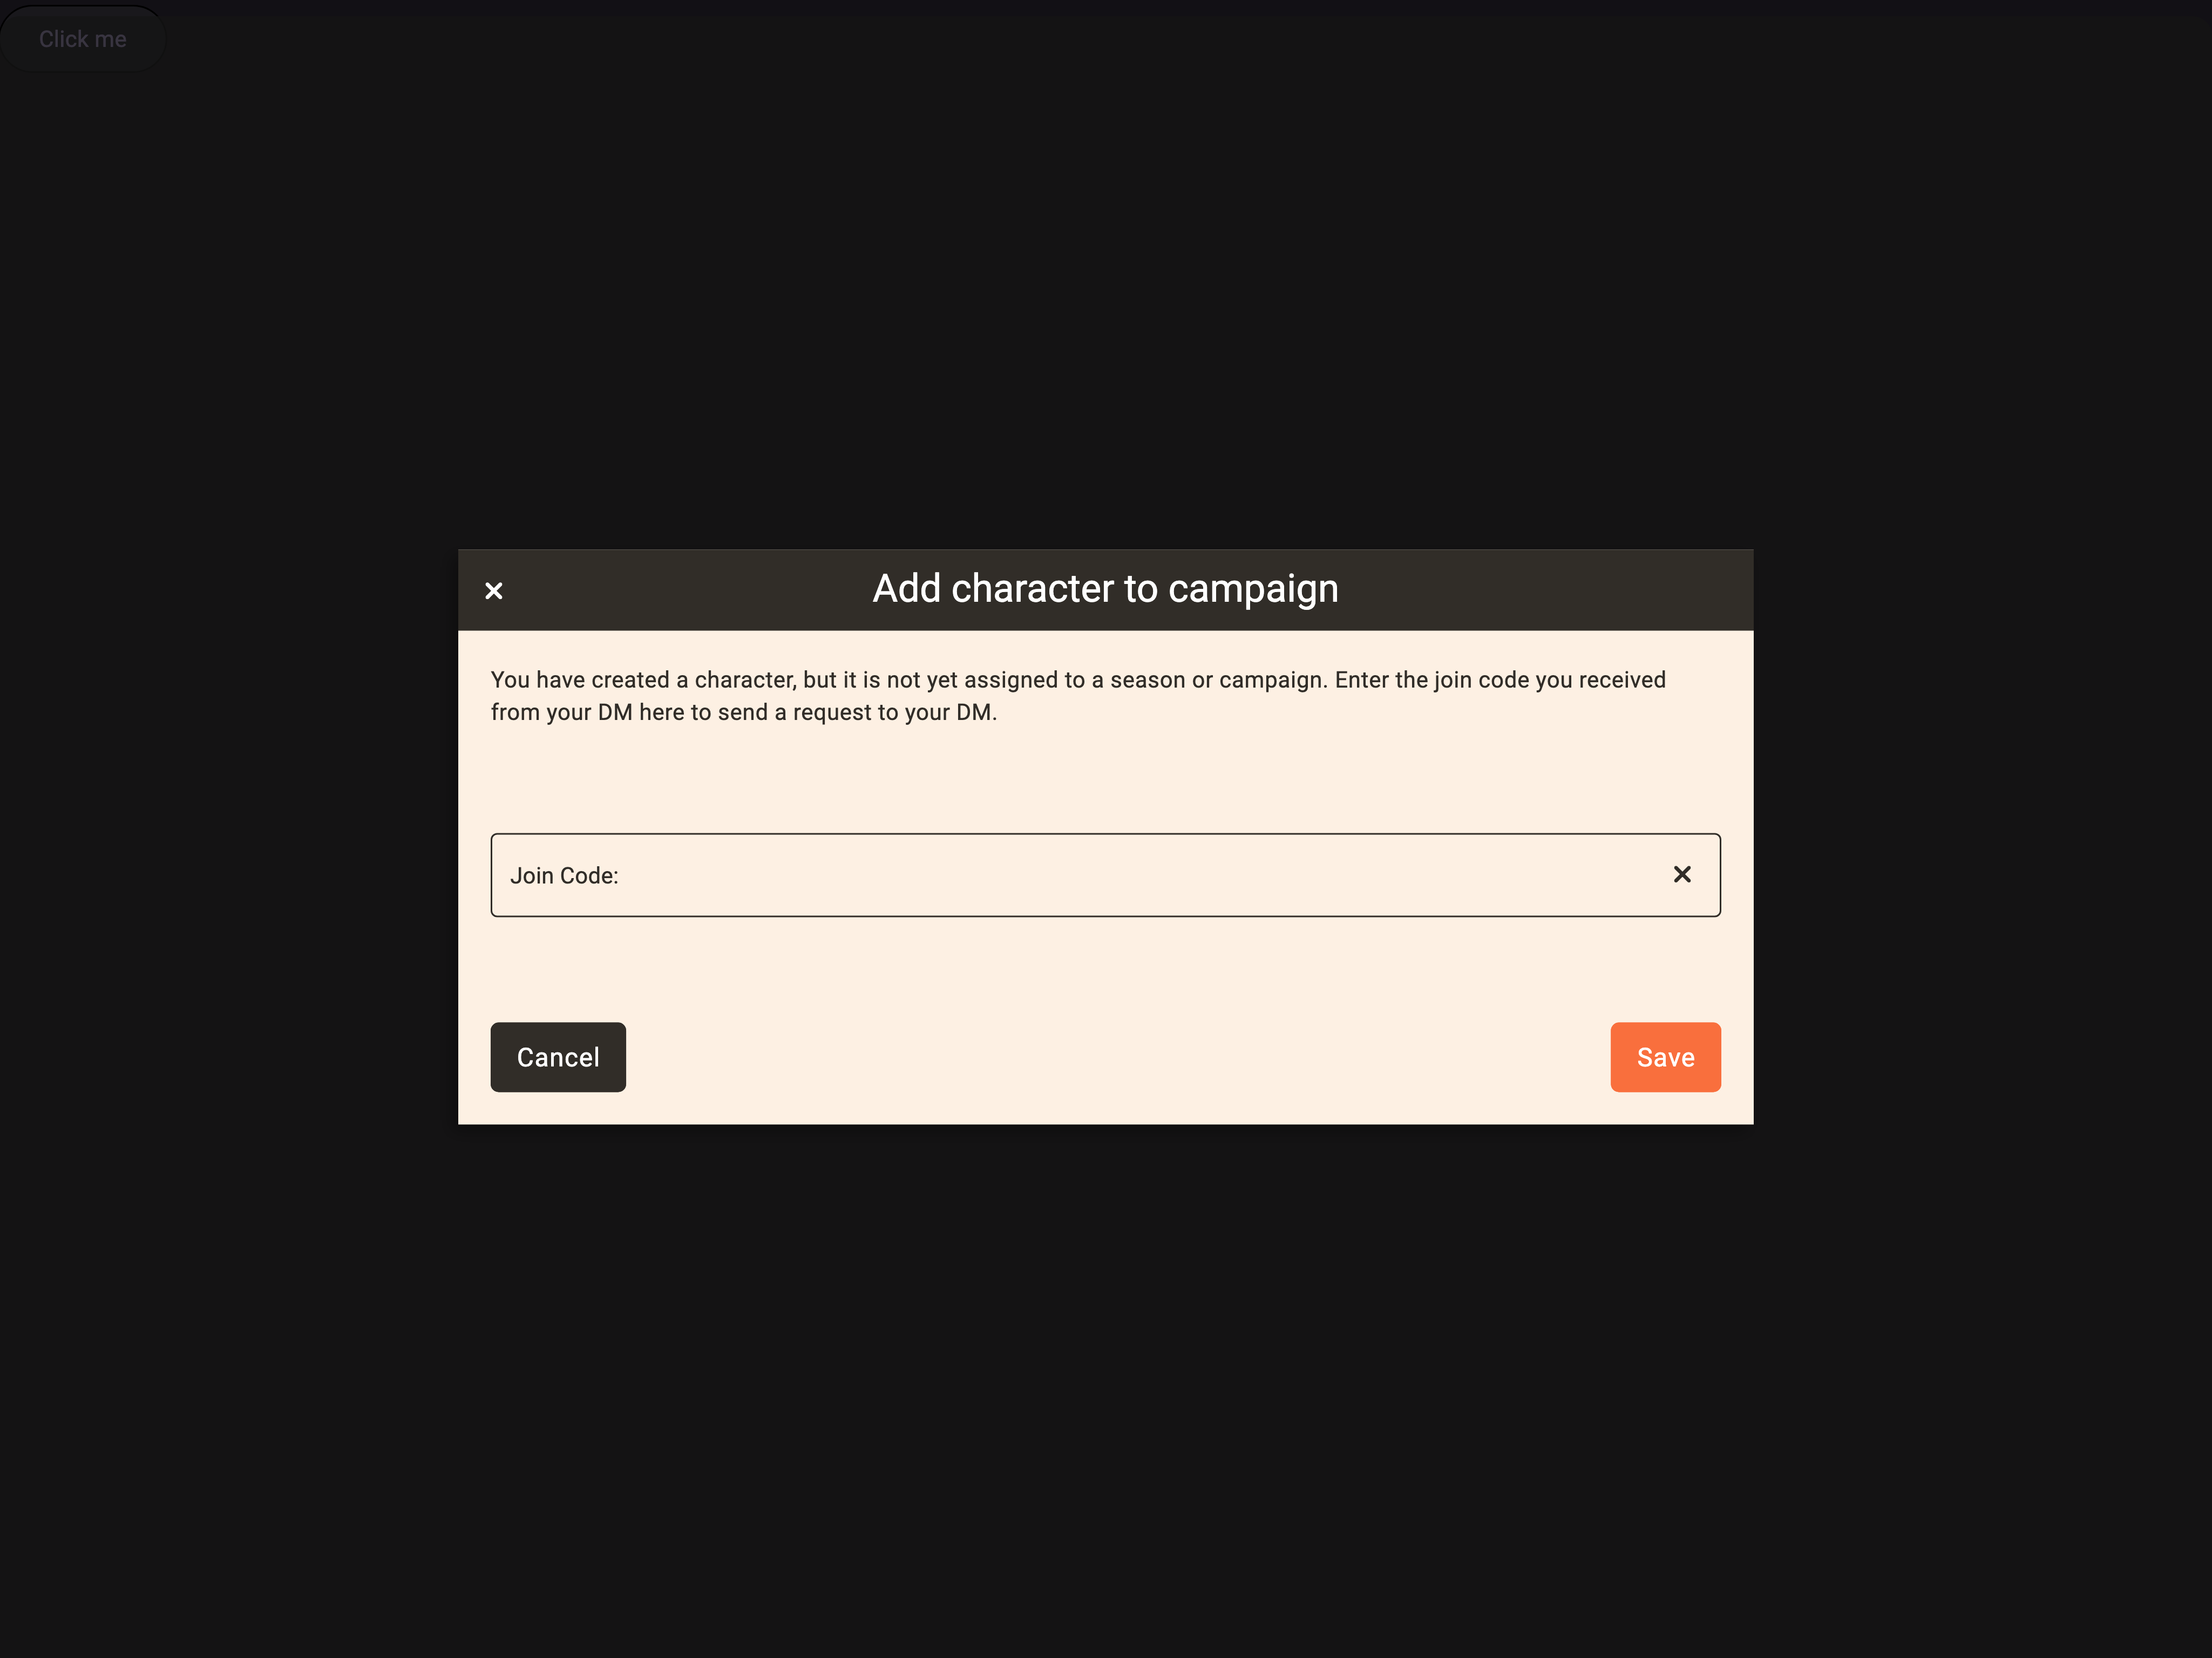 Click me
Add character to campaign
You have created a character, but it is not yet assigned to a season or campaign. Enter the join code you received
from your DM here to send a request to your DM.
Join Code:
Cancel
Save